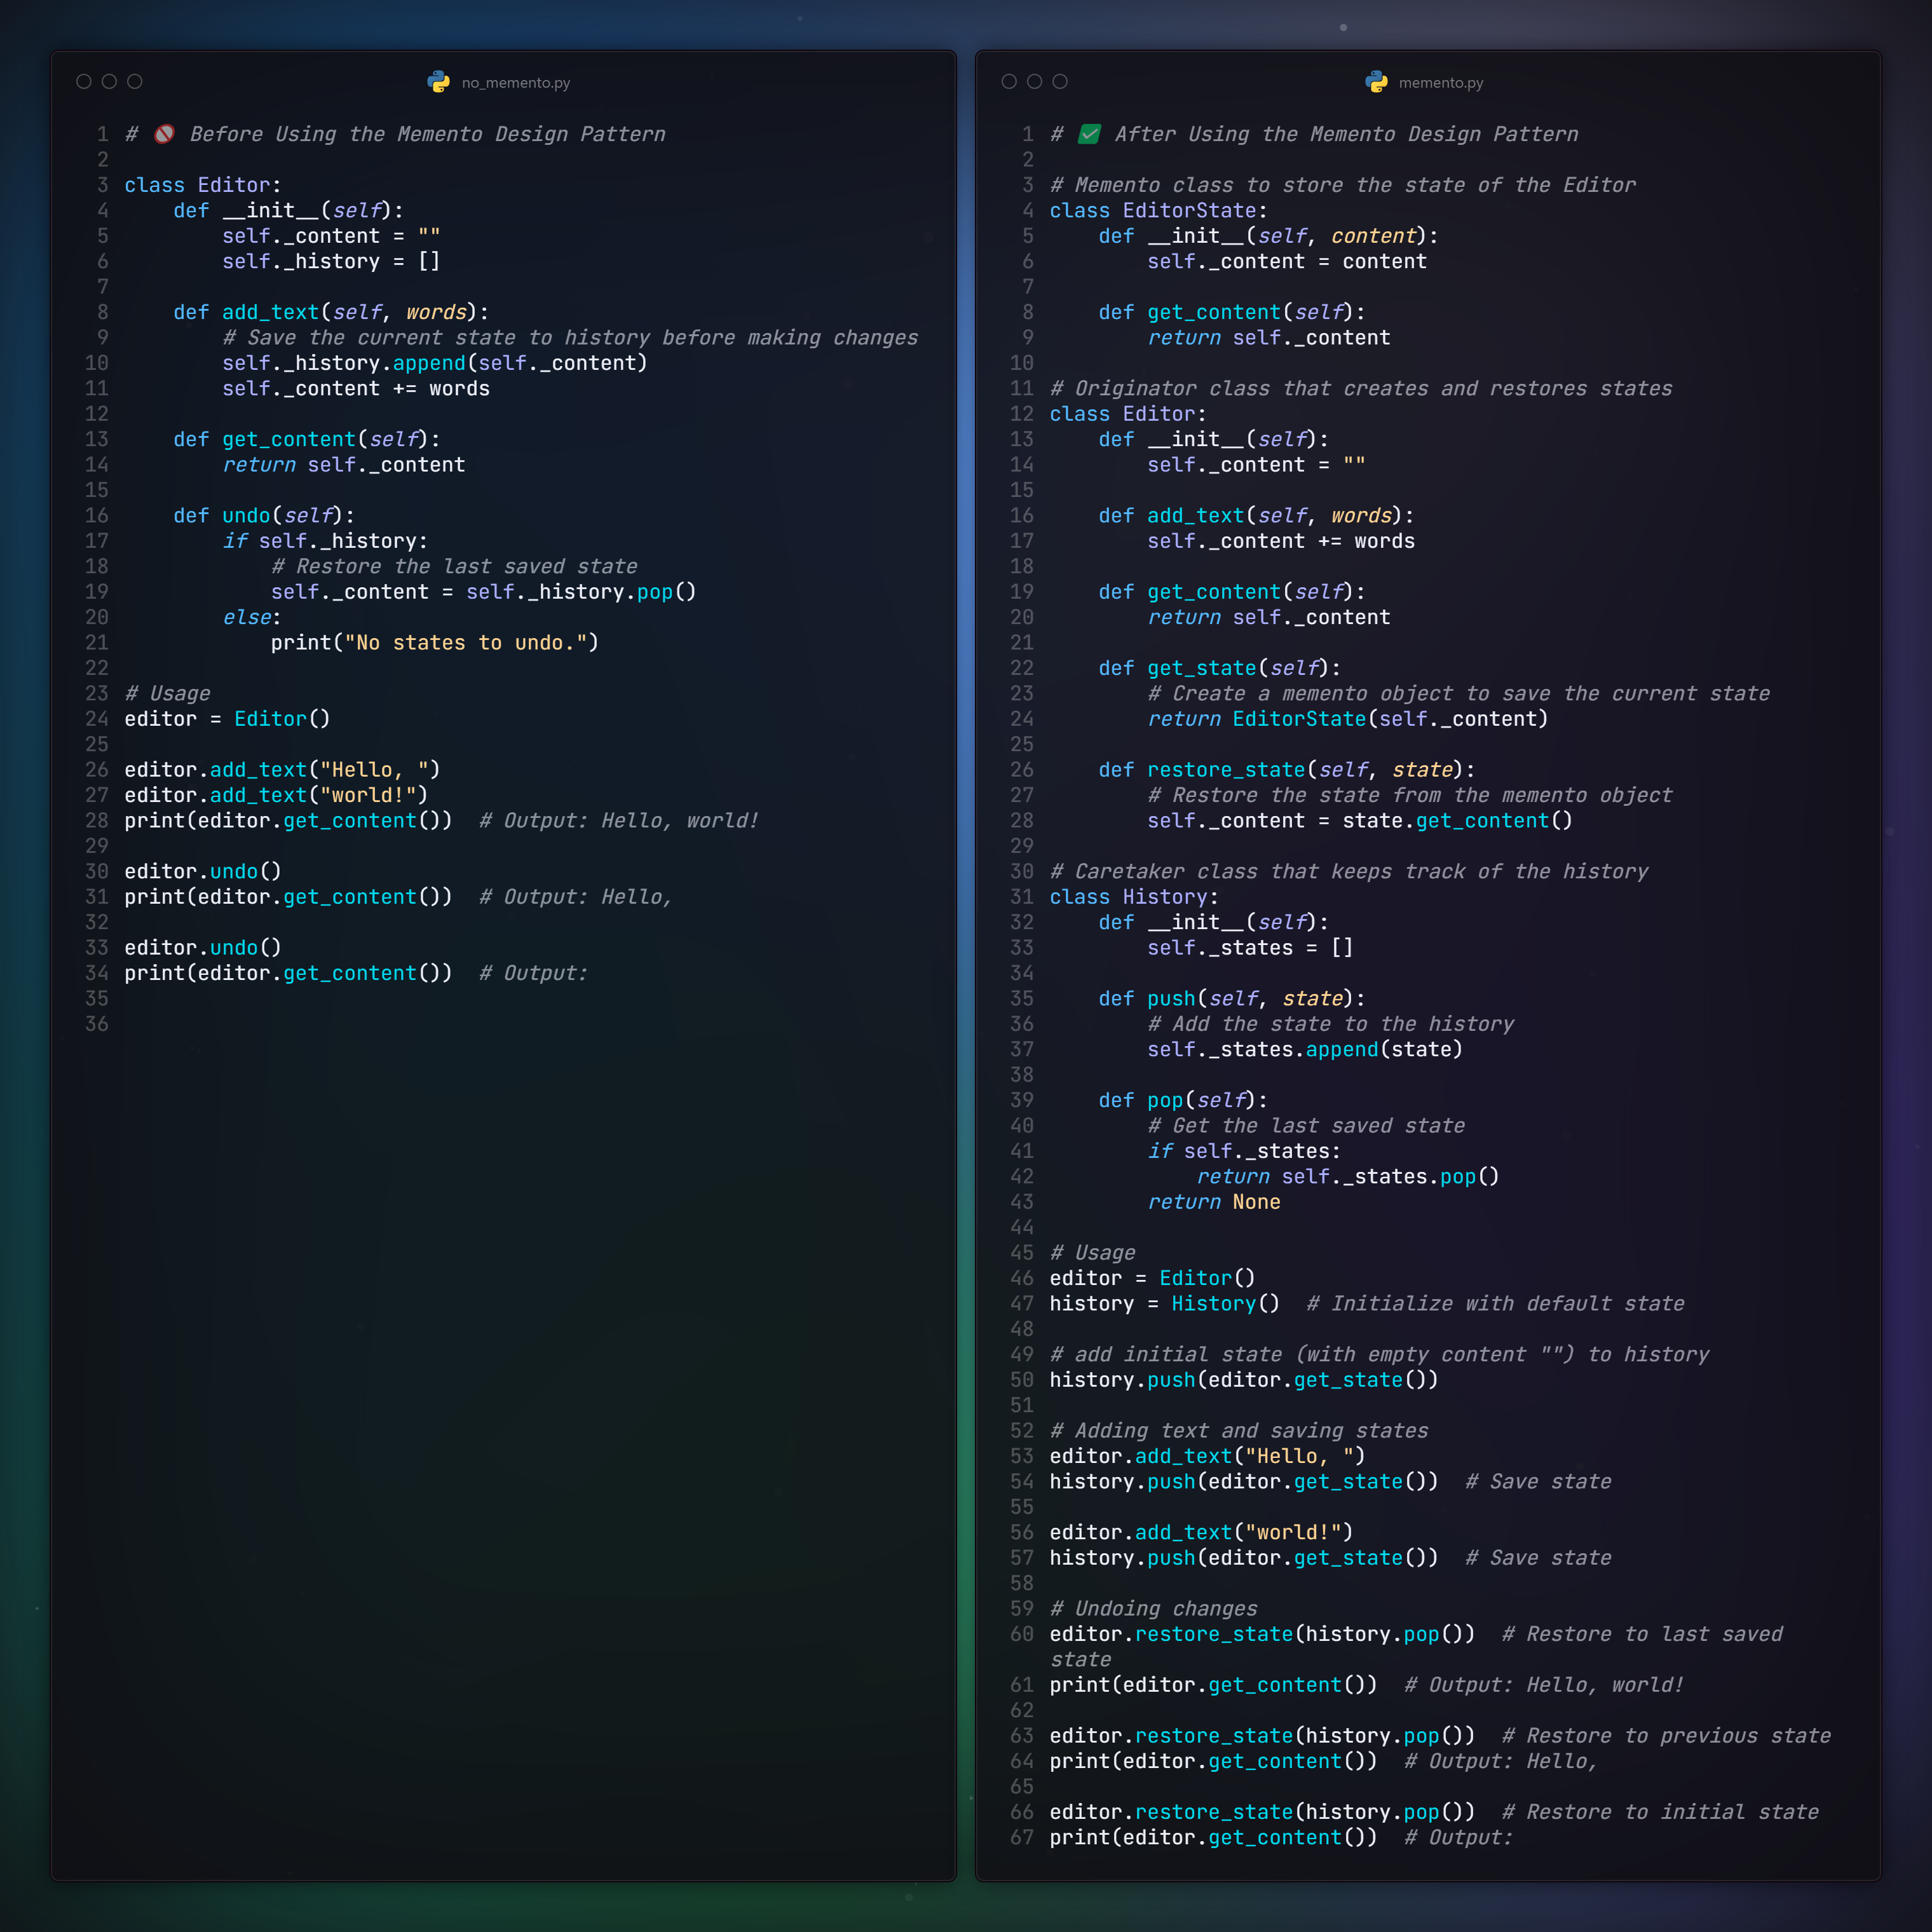 no_memento.py
1 # 🚫 Before Using the Memento Design Pattern
2
3 class Editor:
4     def __init__(self):
5         self._content = ""
6         self._history = []
7
8     def add_text(self, words):
9         # Save the current state to history before making changes
10         self._history.append(self._content)
11         self._content += words
12
13     def get_content(self):
14         return self._content
15
16     def undo(self):
17         if self._history:
18             # Restore the last saved state
19             self._content = self._history.pop()
20         else:
21             print("No states to undo.")
22
23 # Usage
24 editor = Editor()
25
26 editor.add_text("Hello, ")
27 editor.add_text("world!")
28 print(editor.get_content())  # Output: Hello, world!
29
30 editor.undo()
31 print(editor.get_content())  # Output: Hello,
32
33 editor.undo()
34 print(editor.get_content())  # Output:
35
36
memento.py
1 # ✅ After Using the Memento Design Pattern
2
3 # Memento class to store the state of the Editor
4 class EditorState:
5     def __init__(self, content):
6         self._content = content
7
8     def get_content(self):
9         return self._content
10
11 # Originator class that creates and restores states
12 class Editor:
13     def __init__(self):
14         self._content = ""
15
16     def add_text(self, words):
17         self._content += words
18
19     def get_content(self):
20         return self._content
21
22     def get_state(self):
23         # Create a memento object to save the current state
24         return EditorState(self._content)
25
26     def restore_state(self, state):
27         # Restore the state from the memento object
28         self._content = state.get_content()
29
30 # Caretaker class that keeps track of the history
31 class History:
32     def __init__(self):
33         self._states = []
34
35     def push(self, state):
36         # Add the state to the history
37         self._states.append(state)
38
39     def pop(self):
40         # Get the last saved state
41         if self._states:
42             return self._states.pop()
43         return None
44
45 # Usage
46 editor = Editor()
47 history = History()  # Initialize with default state
48
49 # add initial state (with empty content "") to history
50 history.push(editor.get_state())
51
52 # Adding text and saving states
53 editor.add_text("Hello, ")
54 history.push(editor.get_state())  # Save state
55
56 editor.add_text("world!")
57 history.push(editor.get_state())  # Save state
58
59 # Undoing changes
60 editor.restore_state(history.pop())  # Restore to last saved
state
61 print(editor.get_content())  # Output: Hello, world!
62
63 editor.restore_state(history.pop())  # Restore to previous state
64 print(editor.get_content())  # Output: Hello,
65
66 editor.restore_state(history.pop())  # Restore to initial state
67 print(editor.get_content())  # Output: